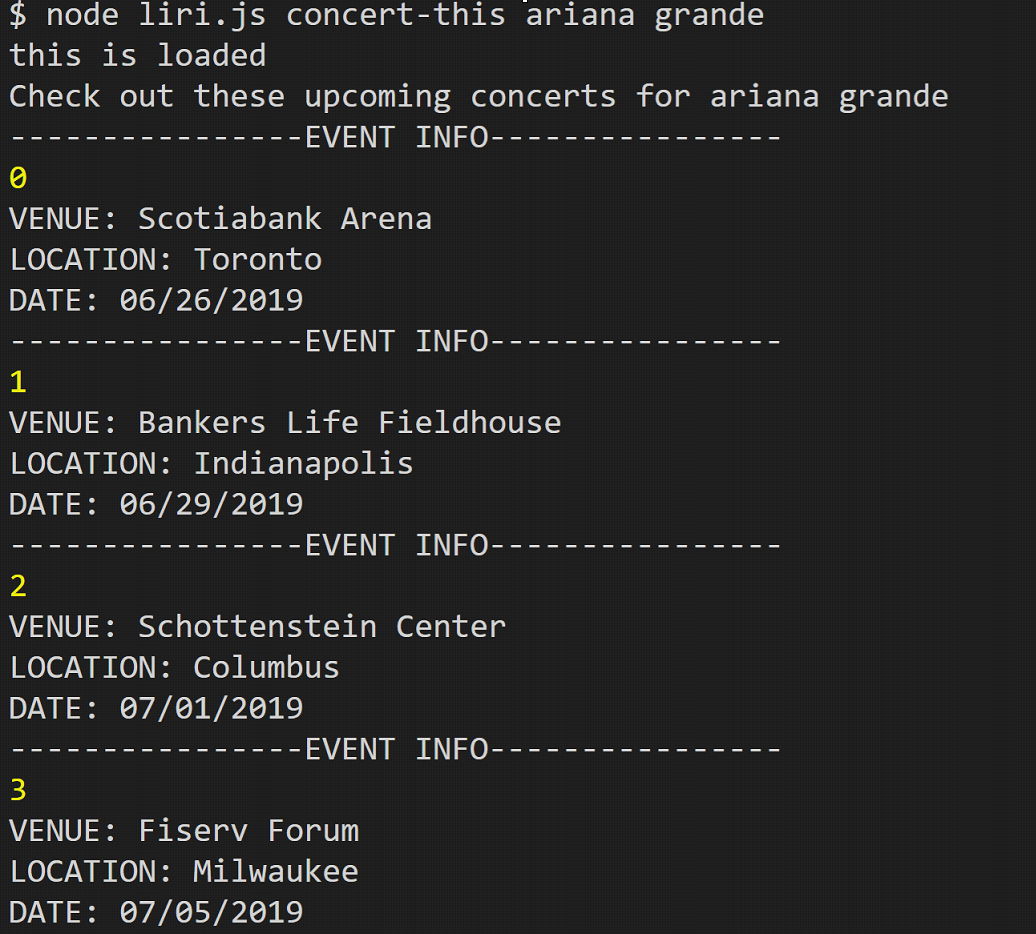 $ node liri.js concert-this ariana grande
this is loaded
Check out these upcoming concerts for ariana grande
----------------EVENT INFO----------------
0
VENUE: Scotiabank Arena
LOCATION: Toronto
DATE: 06/26/2019
----------------EVENT INFO----------------
1
VENUE: Bankers Life Fieldhouse
LOCATION: Indianapolis
DATE: 06/29/2019
----------------EVENT INFO----------------
2
VENUE: Schottenstein Center
LOCATION: Columbus
DATE: 07/01/2019
----------------EVENT INFO----------------
3
VENUE: Fiserv Forum
LOCATION: Milwaukee
DATE: 07/05/2019